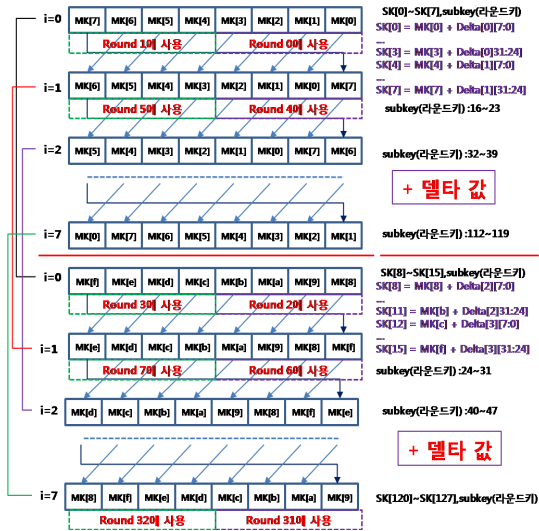 i=0 MK[7] MK[6] MK[5] MK[4] MK[3] MK[2] MK[1] MK[0] SK[0]~SK[7],subkey(라운드키)
SK[0] = MK[0] + Delta[0][7:0]
Round 1에 사용 Round 0에 사용
...
SK[3] = MK[3] + Delta[0]31:24]
SK[4] = MK[4] + Delta[1][7:0]
...
i=1 MK[6] MK[5] MK[4] MK[3] MK[2] MK[1] MK[0] MK[7] SK[7] = MK[7] + Delta[1][31:24]
Round 5에 사용 Round 4에 사용 subkey(라운드키) :16~23
i=2 MK[5] MK[4] MK[3] MK[2] MK[1] MK[0] MK[7] MK[6] subkey(라운드키) :32~39
+ 델타 값
i=7 MK[0] MK[7] MK[6] MK[5] MK[4] MK[3] MK[2] MK[1] subkey(라운드키) :112~119
i=0 MK[f] MK[e] MK[d] MK[c] MK[b] MK[a] MK[9] MK[8] SK[8]~SK[15],subkey(라운드키)
SK[8] = MK[8] + Delta[2][7:0]
Round 3에 사용 Round 2에 사용
...
SK[11] = MK[b] + Delta[2]31:24]
SK[12] = MK[c] + Delta[3][7:0]
...
i=1 MK[e] MK[d] MK[c] MK[b] MK[a] MK[9] MK[8] MK[f] SK[15] = MK[f] + Delta[3][31:24]
Round 7에 사용 Round 6에 사용 subkey(라운드키) :24~31
i=2 MK[d] MK[c] MK[b] MK[a] MK[9] MK[8] MK[f] MK[e] subkey(라운드키) :40~47
+ 델타 값
i=7 MK[8] MK[f] MK[e] MK[d] MK[c] MK[b] MK[a] MK[9] SK[120]~SK[127],subkey(라운드키)
Round 32에 사용 Round 31에 사용